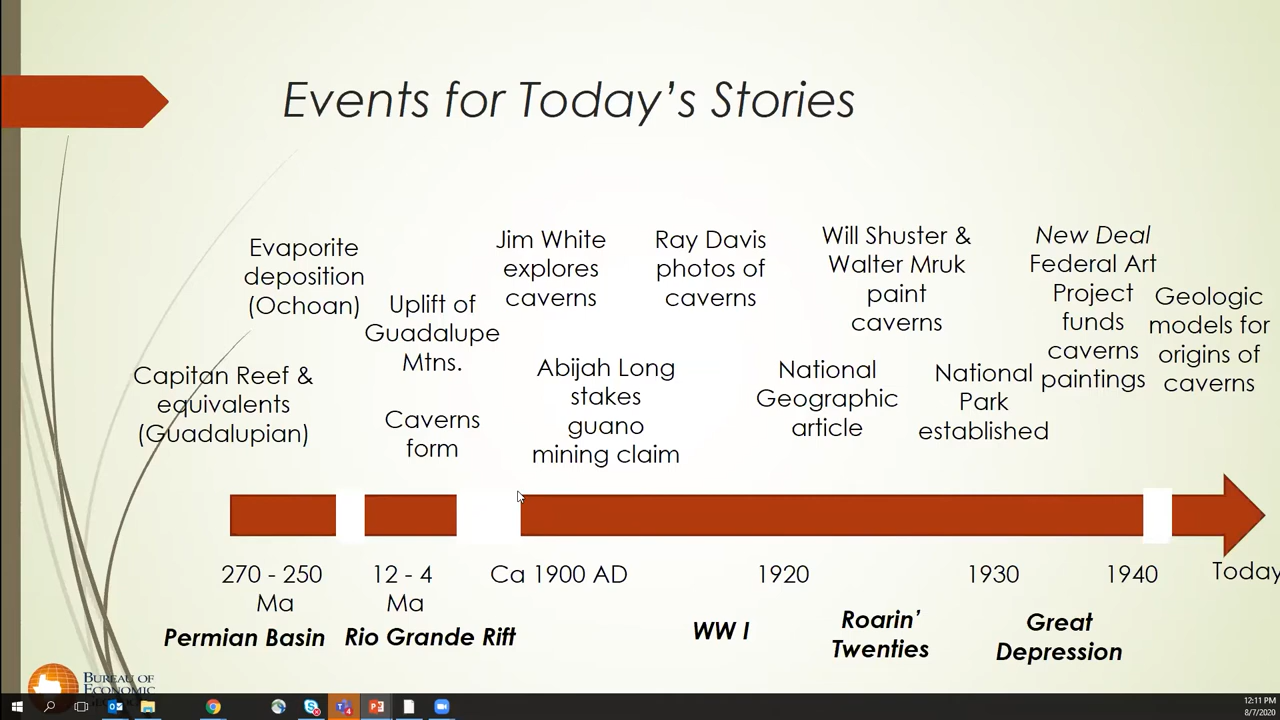 Events for Today's Stories
Evaporite
deposition
(Ochoan)
Capitan Reef &
equivalents
(Guadalupian)
Uplift of
Guadalupe
Mtns.
Caverns
form
Jim White
explores
caverns
Abijah Long
stakes
guano
mining claim
Ray Davis
photos of
caverns
National
Geographic
article
Will Shuster &
Walter Mruk
paint
caverns
National
Park
established
New Deal
Federal Art
Project
funds
caverns
paintings
Geologic
models for
origins of
caverns
270 - 250
Ma
12 - 4
Ma
Ca 1900 AD
1920
1930
1940
Today
Permian Basin
Rio Grande Rift
WW I
Roarin'
Twenties
Great
Depression
Bureau of
Economic
12:11 PM
8/7/2020